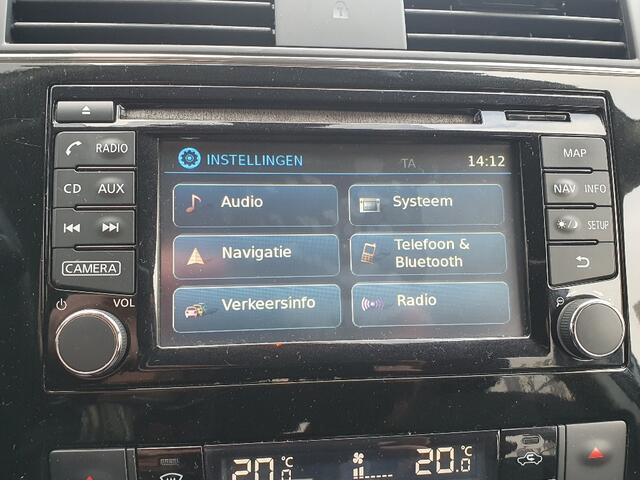 RADIO
CD AUX
CAMERA
VOL
INSTELLINGEN TA 14:12
Audio
Systeem
Navigatie
Telefoon &
Bluetooth
Verkeersinfo
Radio
MAP
NAV INFO
SETUP
20.0 °C
20.0 °C